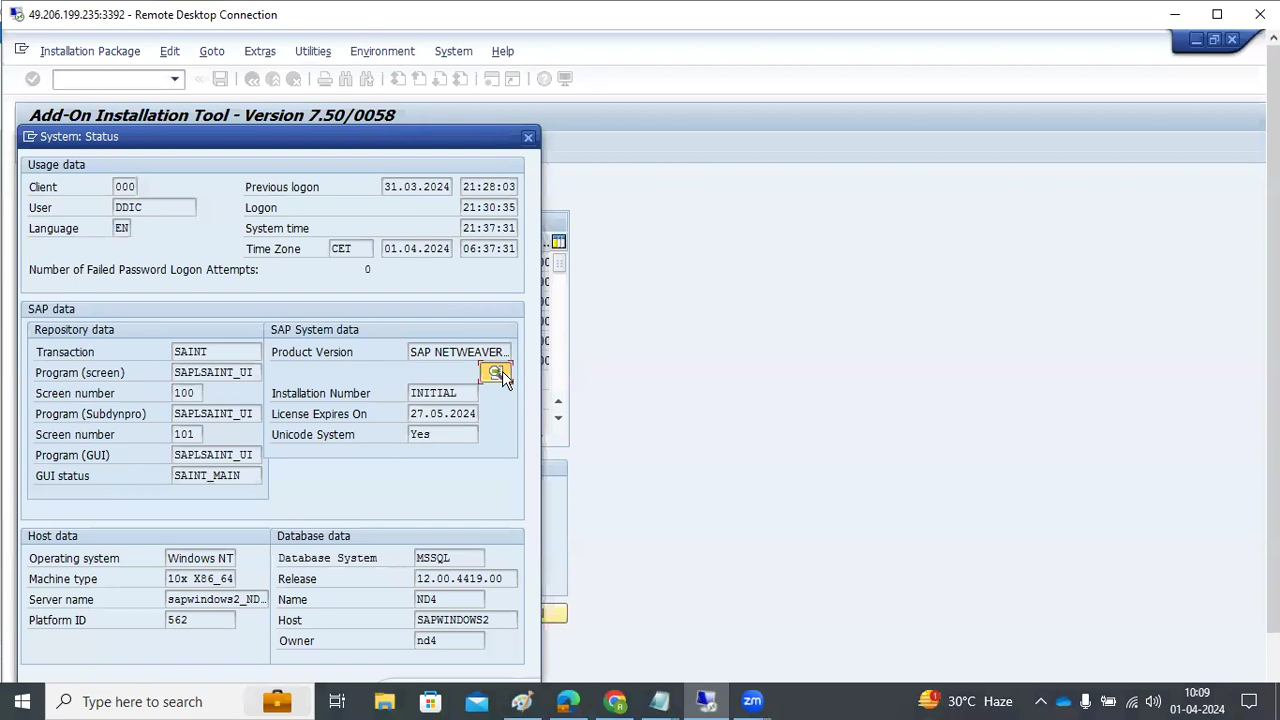 49.206.199.235:3392 - Remote Desktop Connection
Installation Package Edit Goto Extras Utilities Environment System Help
Add-On Installation Tool - Version 7.50/0058
System: Status
Usage data
Client 000 Previous logon 31.03.2024 21:28:03
User DDIC Logon 21:30:35
Language EN System time 21:37:31
Time Zone CET 01.04.2024 06:37:31
Number of Failed Password Logon Attempts: 0
SAP data
Repository data SAP System data
Transaction SAINT Product Version SAP NETWEAVER...
Program (screen) SAPLSAINT_UI
Screen number 100 Installation Number INITIAL
Program (Subdynpro) SAPLSAINT_UI License Expires On 27.05.2024
Screen number 101 Unicode System Yes
Program (GUI) SAPLSAINT_UI
GUI status SAINT_MAIN
Host data Database data
Operating system Windows NT Database System MSSQL
Machine type 10x X86_64 Release 12.00.4419.00
Server name sapwindows2_ND... Name ND4
Platform ID 562 Host SAPWINDOWS2
Owner nd4
Type here to search 30°C Haze 10:09
01-04-2024